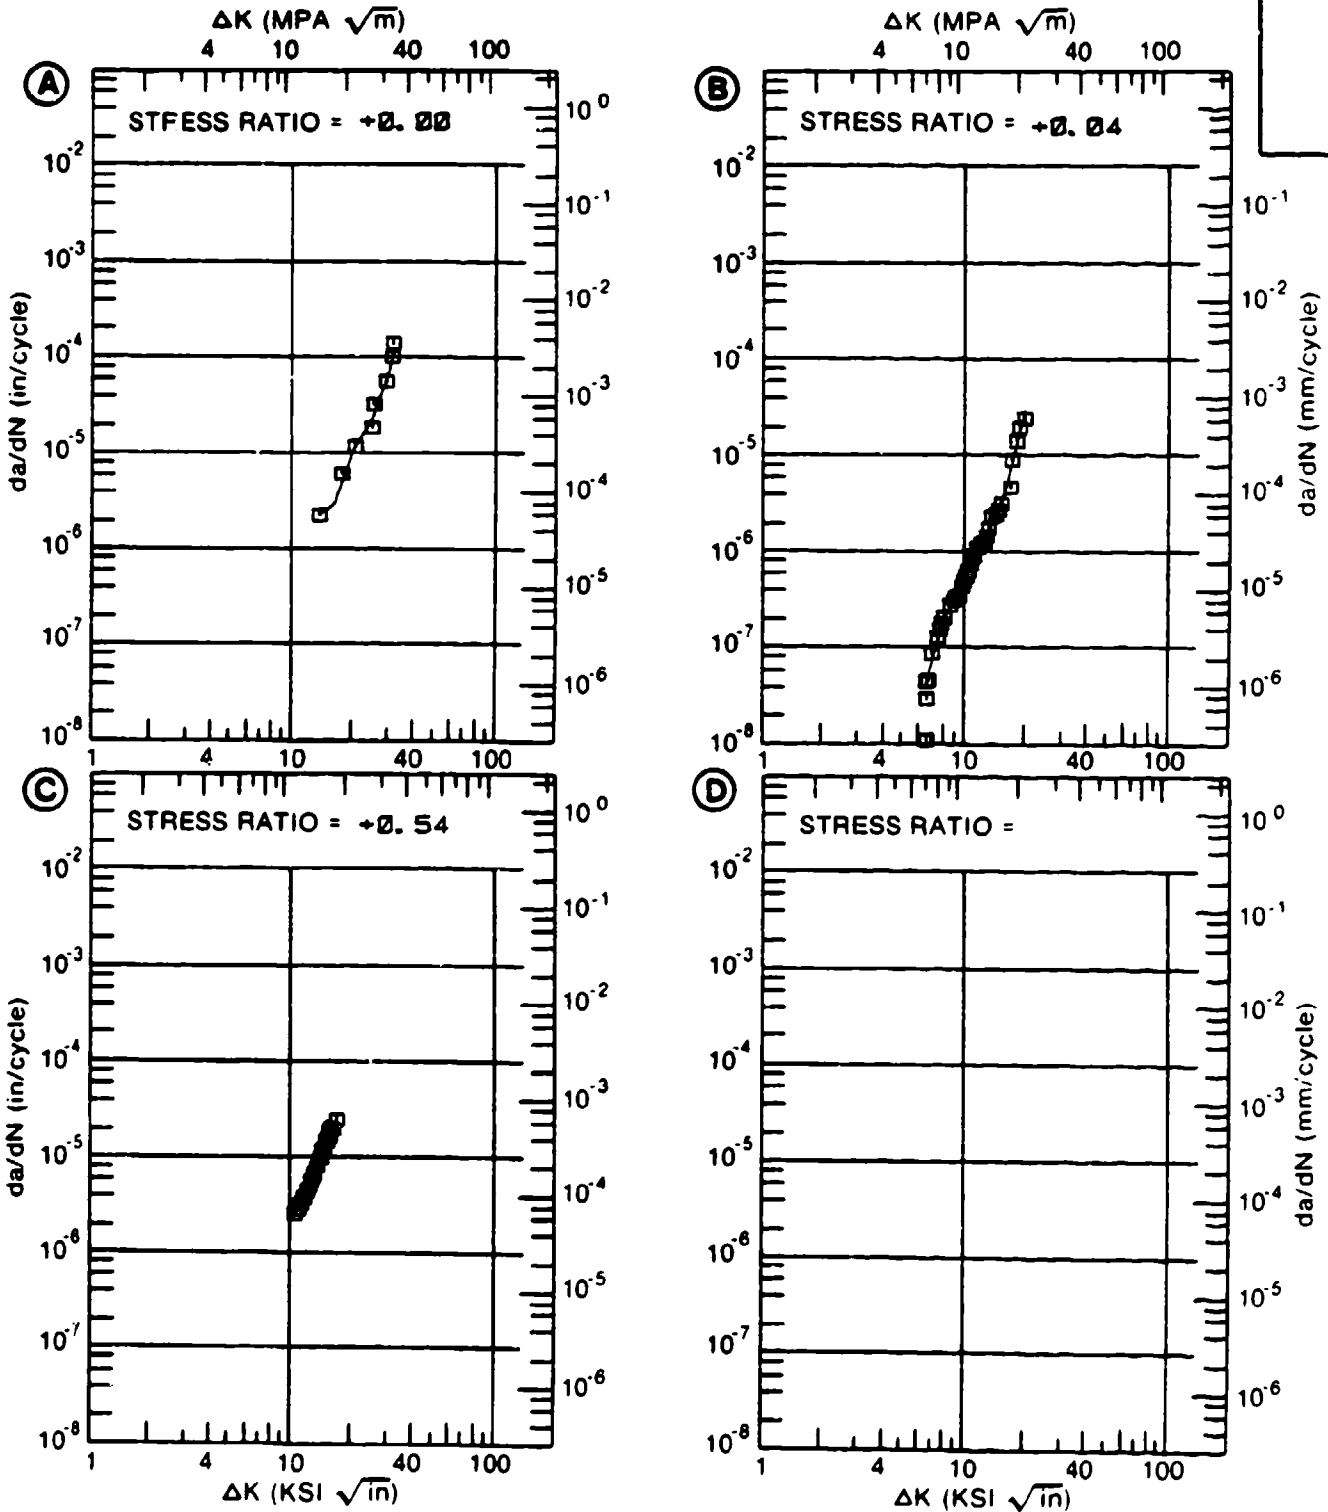 ΔK (MPA √m)
4 10 40 100
A
STRESS RATIO = +0.00
10⁰
10⁻²
10⁻¹
10⁻³
10⁻²
10⁻⁴
10⁻³
10⁻⁵
10⁻⁴
10⁻⁶
10⁻⁵
10⁻⁷
10⁻⁶
10⁻⁸
da/dN (in/cycle)
1 4 10 40 100
ΔK (MPA √m)
4 10 40 100
B
STRESS RATIO = +0.04
10⁻²
10⁻¹
10⁻³
10⁻²
10⁻⁴
10⁻³
10⁻⁵
10⁻⁴
10⁻⁶
10⁻⁵
10⁻⁷
10⁻⁶
10⁻⁸
da/dN (mm/cycle)
1 4 10 40 100
C
STRESS RATIO = +0.54
10⁰
10⁻²
10⁻¹
10⁻³
10⁻²
10⁻⁴
10⁻³
10⁻⁵
10⁻⁴
10⁻⁶
10⁻⁵
10⁻⁷
10⁻⁶
10⁻⁸
da/dN (in/cycle)
1 4 10 40 100
ΔK (KSI √in)
D
STRESS RATIO =
10⁰
10⁻²
10⁻¹
10⁻³
10⁻²
10⁻⁴
10⁻³
10⁻⁵
10⁻⁴
10⁻⁶
10⁻⁵
10⁻⁷
10⁻⁶
10⁻⁸
da/dN (mm/cycle)
1 4 10 40 100
ΔK (KSI √in)